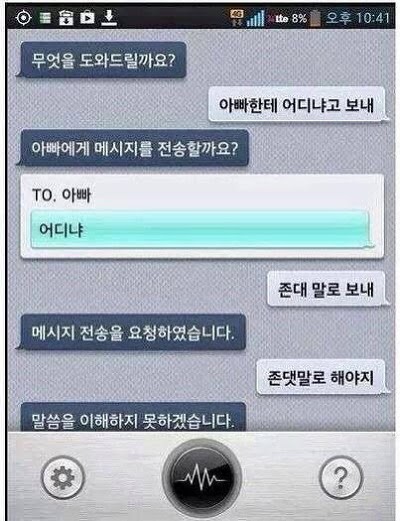 4G lte 8% 오후 10:41
무엇을 도와드릴까요?
아빠한테 어디냐고 보내
아빠에게 메시지를 전송할까요?
TO. 아빠
어디냐
존대 말로 보내
메시지 전송을 요청하였습니다.
존댓말로 해야지
말씀을 이해하지 못하겠습니다.
?